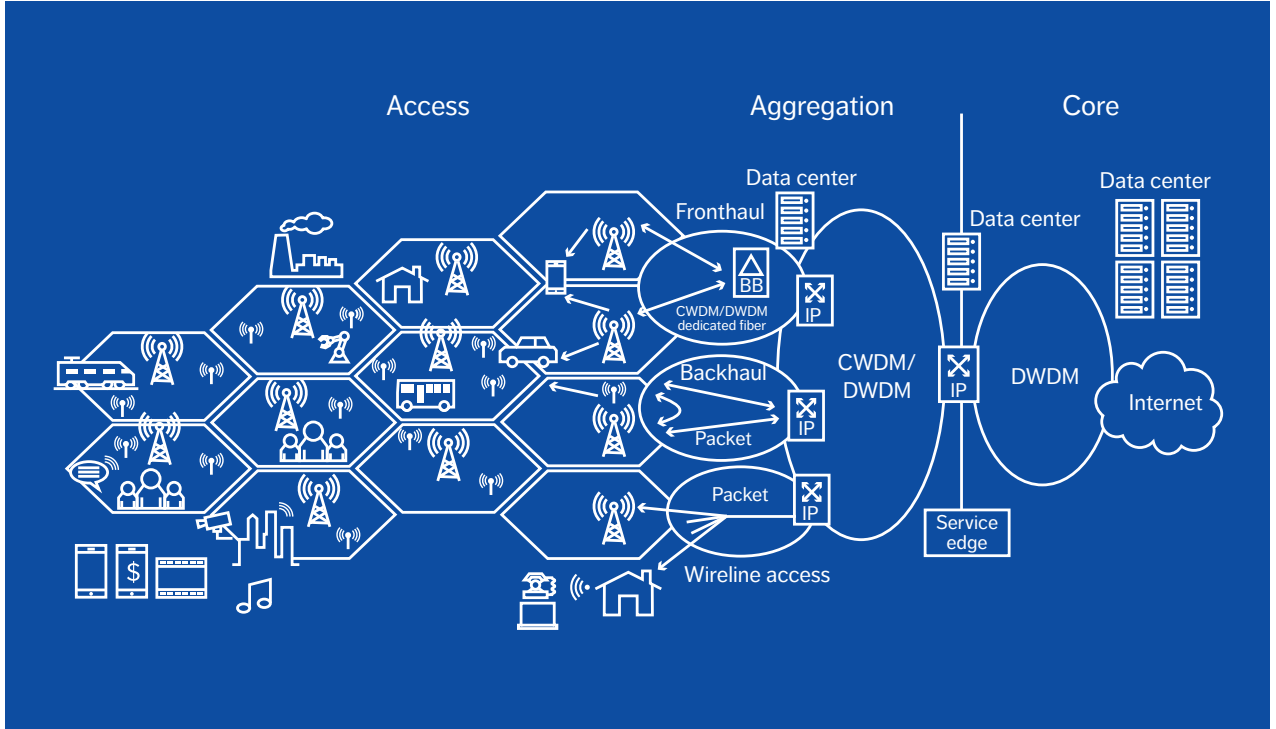 Access
Aggregation
Core
Data center
Data center
Data center
Fronthaul
BB
CWDM/DWDM
dedicated fiber
IP
Backhaul
Packet
IP
CWDM/
DWDM
IP
DWDM
Internet
Packet
IP
Service
edge
Wireline access
$